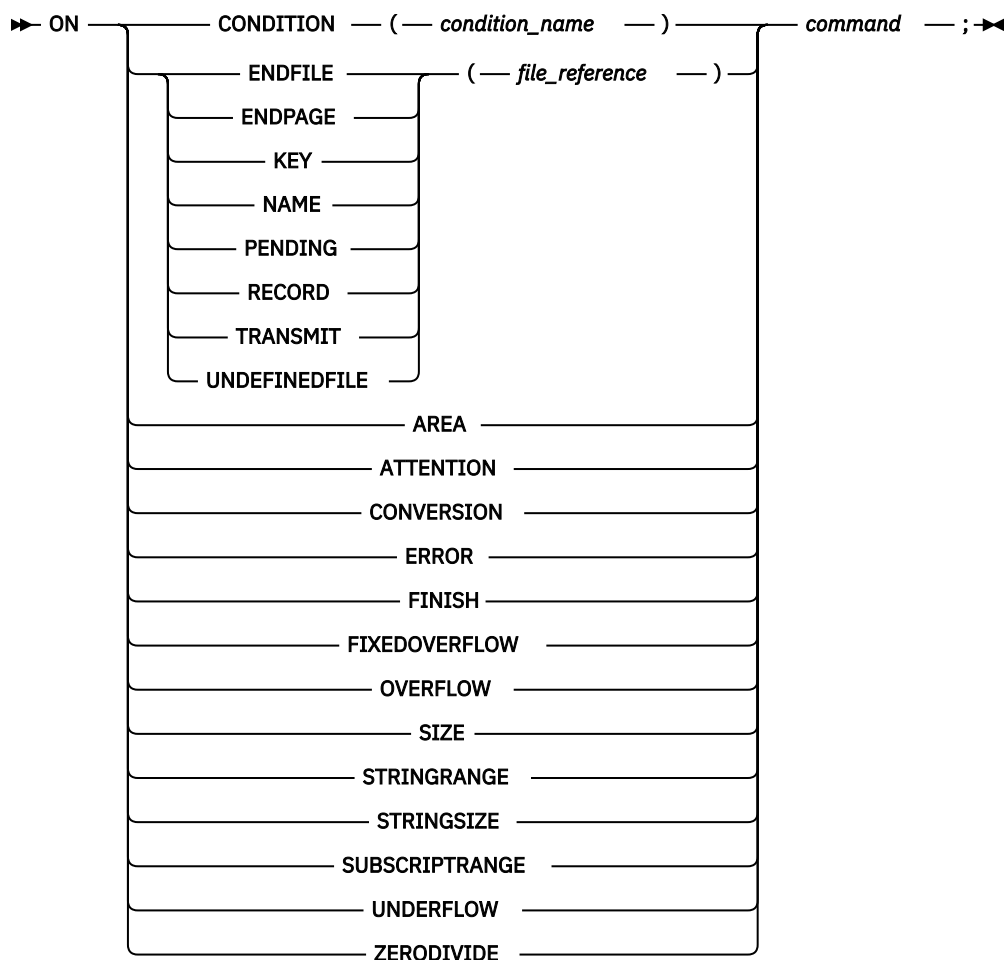 ON CONDITION ( condition_name ) command ;
ENDFILE ( file_reference )
ENDPAGE
KEY
NAME
PENDING
RECORD
TRANSMIT
UNDEFINEDFILE
AREA
ATTENTION
CONVERSION
ERROR
FINISH
FIXEDOVERFLOW
OVERFLOW
SIZE
STRINGRANGE
STRINGSIZE
SUBSCRIPTRANGE
UNDERFLOW
ZERODIVIDE